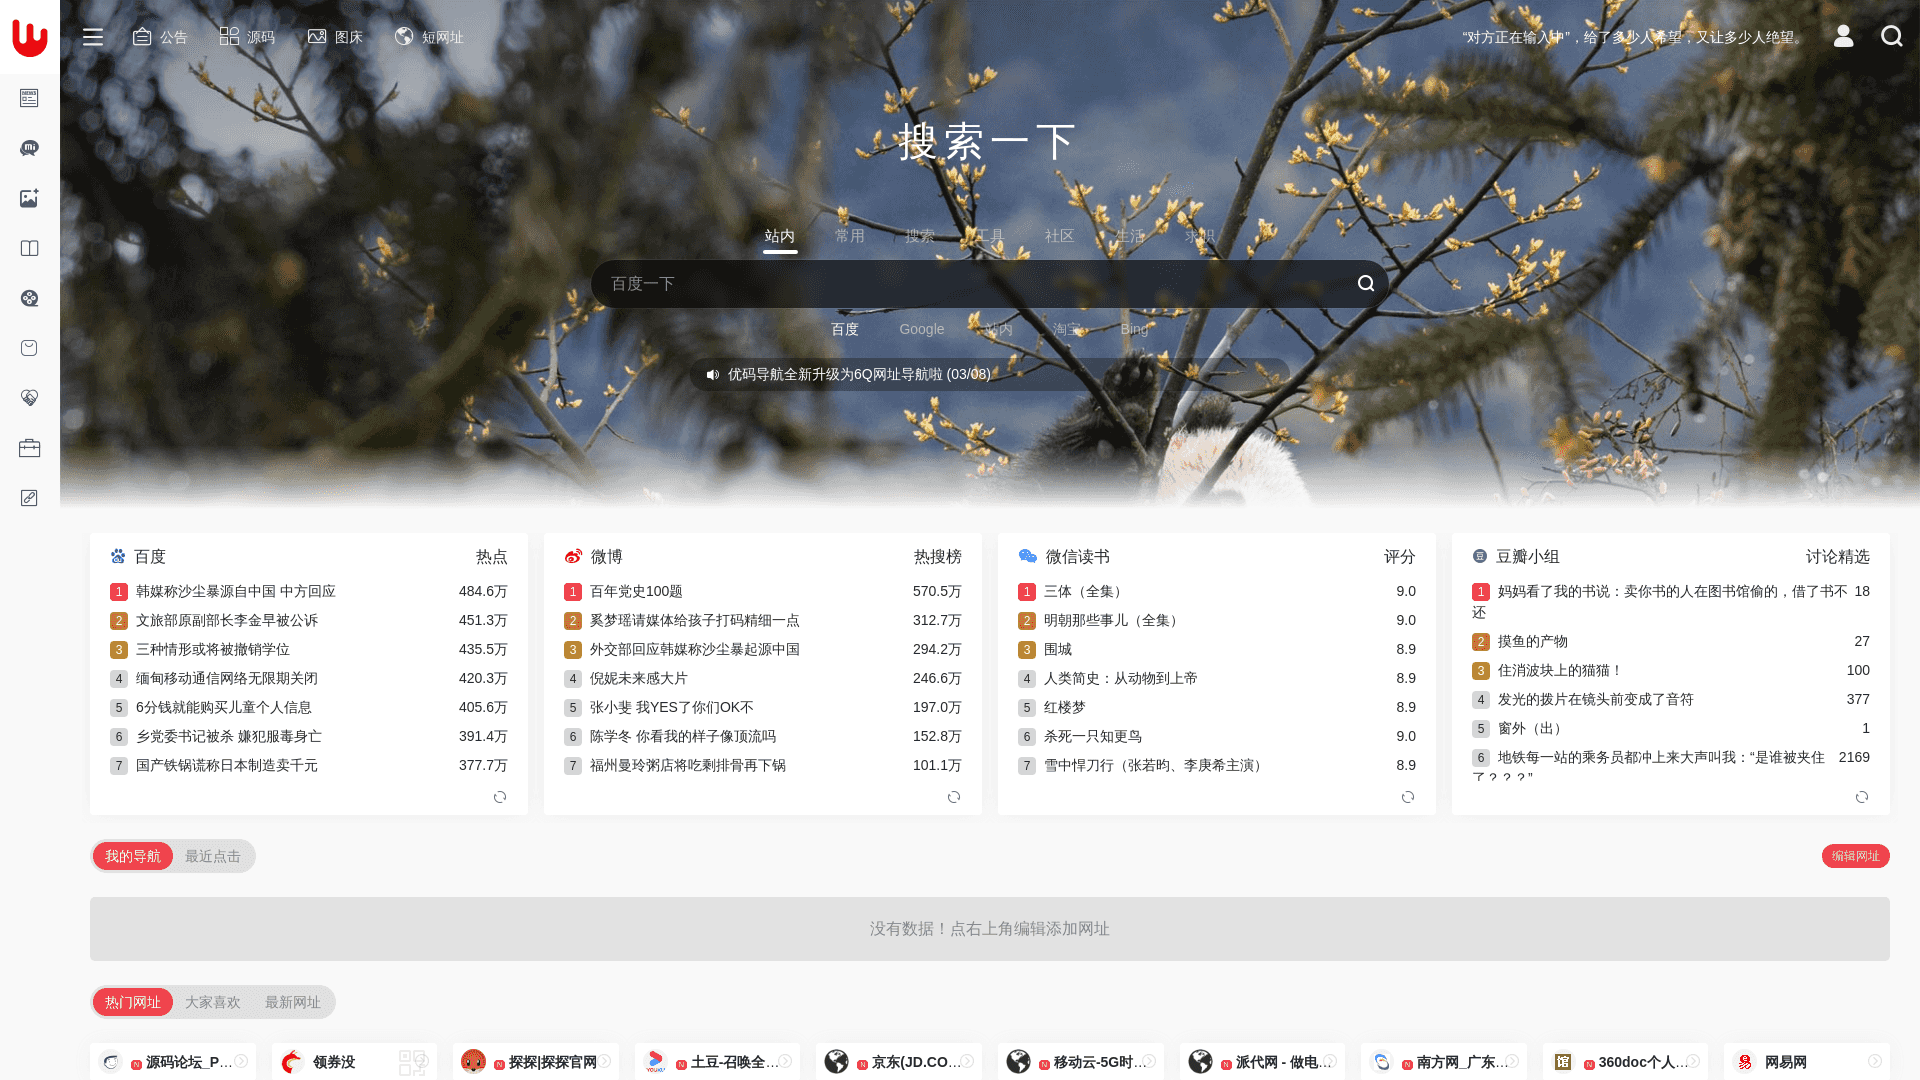 公告
源码
图床
短网址
“对方正在输入中”，给了多少人希望，又让多少人绝望。
搜索一下
站内 常用 搜索 工具 社区 生活 求职
百度一下
百度 Google 站内 淘宝 Bing
优码导航全新升级为6Q网址导航啦 (03/08)
百度 热点
1 韩媒称沙尘暴源自中国 中方回应 484.6万
2 文旅部原副部长李金早被公诉 451.3万
3 三种情形或将被撤销学位 435.5万
4 缅甸移动通信网络无限期关闭 420.3万
5 6分钱就能购买儿童个人信息 405.6万
6 乡党委书记被杀 嫌犯服毒身亡 391.4万
7 国产铁锅谎称日本制造卖千元 377.7万
微博 热搜榜
1 百年党史100题 570.5万
2 奚梦瑶请媒体给孩子打码精细一点 312.7万
3 外交部回应韩媒称沙尘暴起源中国 294.2万
4 倪妮未来感大片 246.6万
5 张小斐 我YES了你们OK不 197.0万
6 陈学冬 你看我的样子像顶流吗 152.8万
7 福州曼玲粥店将吃剩排骨再下锅 101.1万
微信读书 评分
1 三体（全集） 9.0
2 明朝那些事儿（全集） 9.0
3 围城 8.9
4 人类简史：从动物到上帝 8.9
5 红楼梦 8.9
6 杀死一只知更鸟 9.0
7 雪中悍刀行（张若昀、李庚希主演） 8.9
豆瓣小组 讨论精选
1 妈妈看了我的书说：卖你书的人在图书馆偷的，借了书不 18
还
2 摸鱼的产物 27
3 住消波块上的猫猫！ 100
4 发光的拨片在镜头前变成了音符 377
5 窗外（出） 1
6 地铁每一站的乘务员都冲上来大声叫我：“是谁被夹住 2169
了？？？”
我的导航 最近点击
编辑网址
没有数据！点右上角编辑添加网址
热门网址 大家喜欢 最新网址
N 源码论坛_P...
领券没
N 探探|探探官网
N 土豆-召唤全...
N 京东(JD.CO...
N 移动云-5G时...
N 派代网 - 做电...
N 南方网_广东...
N 360doc个人...
网易网